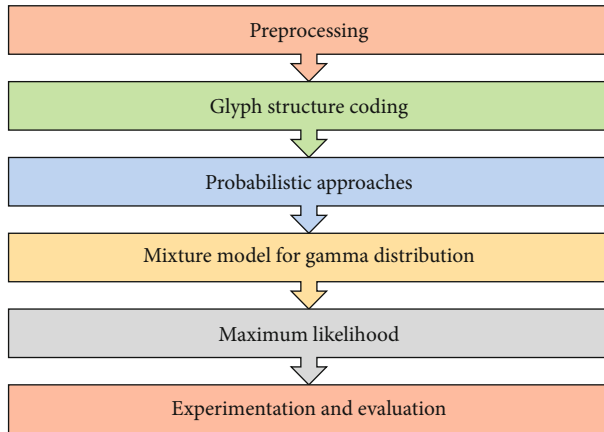 Preprocessing
Glyph structure coding
Probabilistic approaches
Mixture model for gamma distribution
Maximum likelihood
Experimentation and evaluation